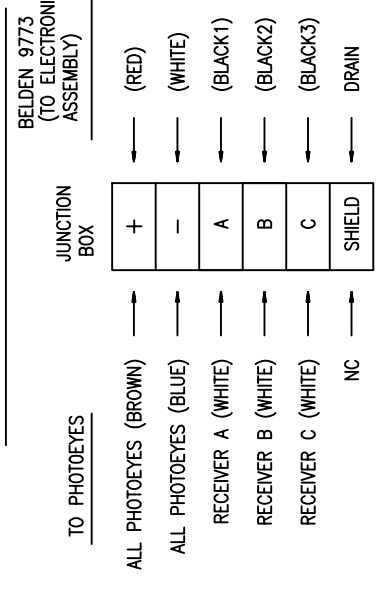 TO PHOTOEYES
JUNCTION
BOX
BELDEN 9773
(TO ELECTRONI
ASSEMBLY)
ALL PHOTOEYES (BROWN) + (RED)
ALL PHOTOEYES (BLUE) - (WHITE)
RECEIVER A (WHITE) A (BLACK1)
RECEIVER B (WHITE) B (BLACK2)
RECEIVER C (WHITE) C (BLACK3)
NC SHIELD DRAIN